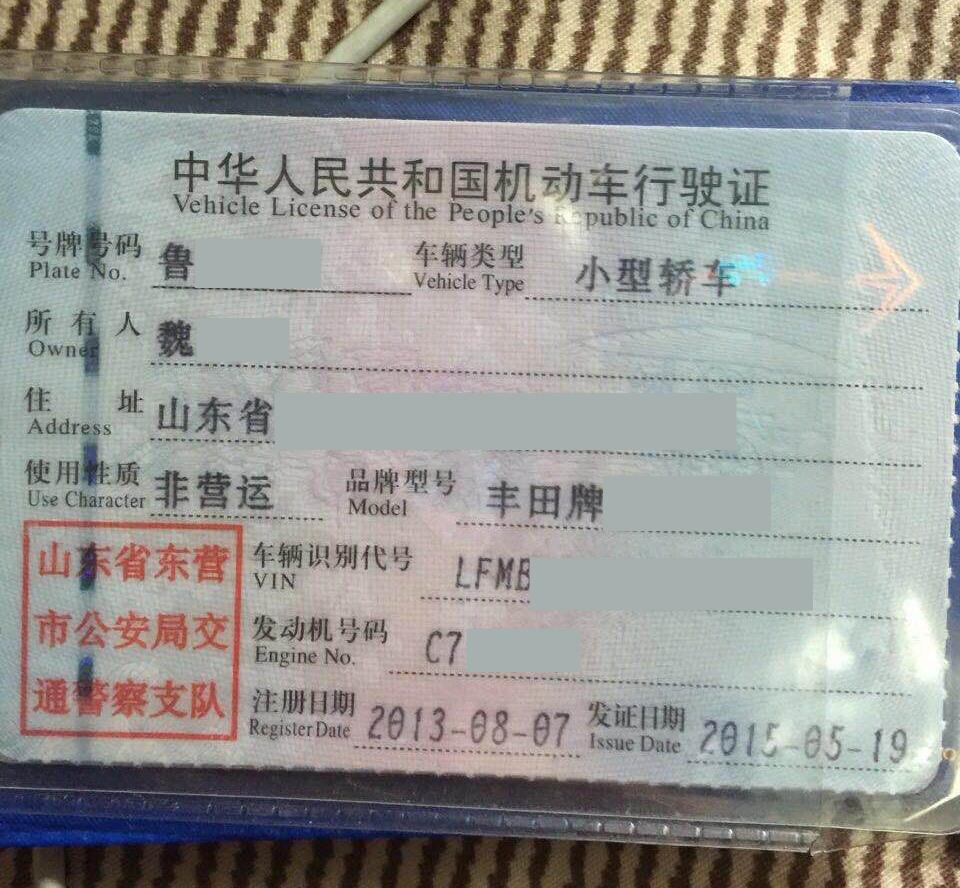 中华人民共和国机动车行驶证
Vehicle License of the People's Republic of China
号牌号码 鲁 车辆类型 小型轿车
Plate No. Vehicle Type
所有人 魏
Owner
住址 山东省
Address
使用性质 非营运 品牌型号 丰田牌
Use Character Model
车辆识别代号 LFMB
VIN
发动机号码 C7
Engine No.
注册日期 2013-08-07 发证日期 2015-05-19
Register Date Issue Date
山东省东营
市公安局交
通警察支队